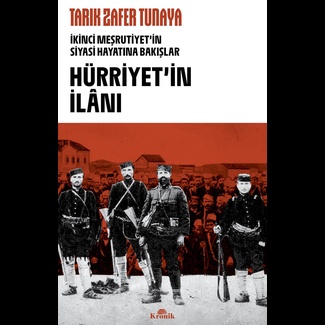 TARIK ZAFER TUNAYA
İKİNCİ MEŞRUTİYET'İN
SİYASİ HAYATINA BAKIŞLAR
HÜRRİYET'İN
İLÂNI
Kronik